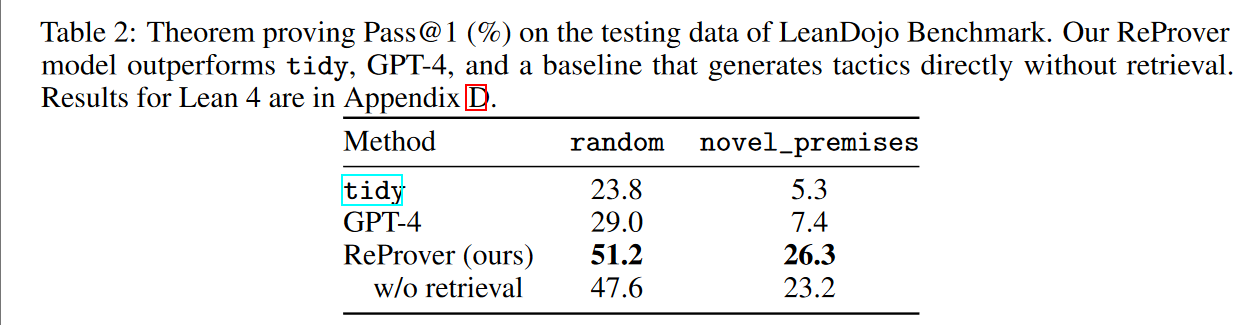 Table 2: Theorem proving Pass@1 (%) on the testing data of LeanDojo Benchmark. Our ReProver
model outperforms tidy, GPT-4, and a baseline that generates tactics directly without retrieval.
Results for Lean 4 are in Appendix D.
Method random novel_premises
tidy 23.8 5.3
GPT-4 29.0 7.4
ReProver (ours) 51.2 26.3
w/o retrieval 47.6 23.2